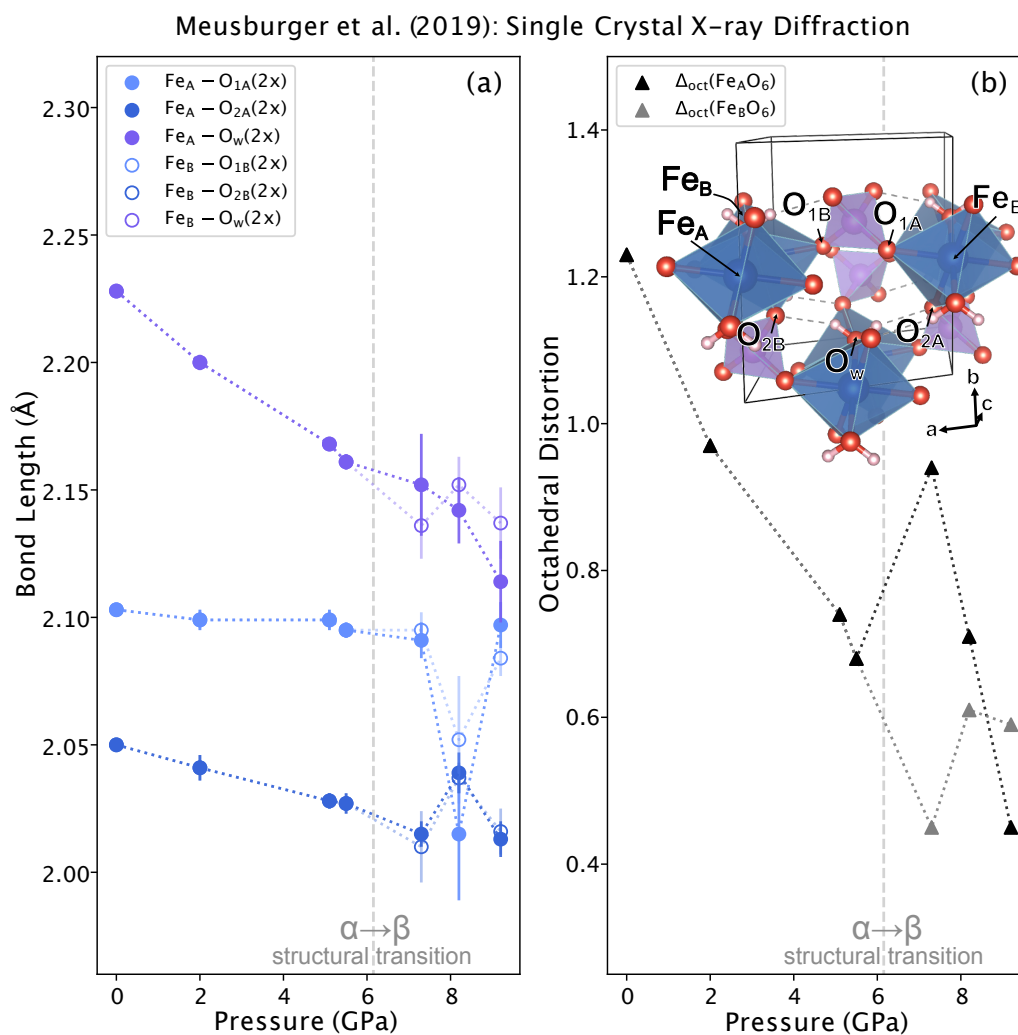 Meusburger et al. (2019): Single Crystal X-ray Diffraction
(a)
Fe_A − O_1A(2x)
Fe_A − O_2A(2x)
Fe_A − O_w(2x)
Fe_B − O_1B(2x)
Fe_B − O_2B(2x)
Fe_B − O_w(2x)
Bond Length (Å)
2.30
2.25
2.20
2.15
2.10
2.05
2.00
α→β
structural transition
0 2 4 6 8
Pressure (GPa)
(b)
Δ_oct(Fe_AO_6)
Δ_oct(Fe_BO_6)
Octahedral Distortion
1.4
1.2
1.0
0.8
0.6
0.4
Fe_B
O_1B
O_1A
Fe_B
Fe_A
O_2B
O_2A
O_w
b
c
a
α→β
structural transition
0 2 4 6 8
Pressure (GPa)